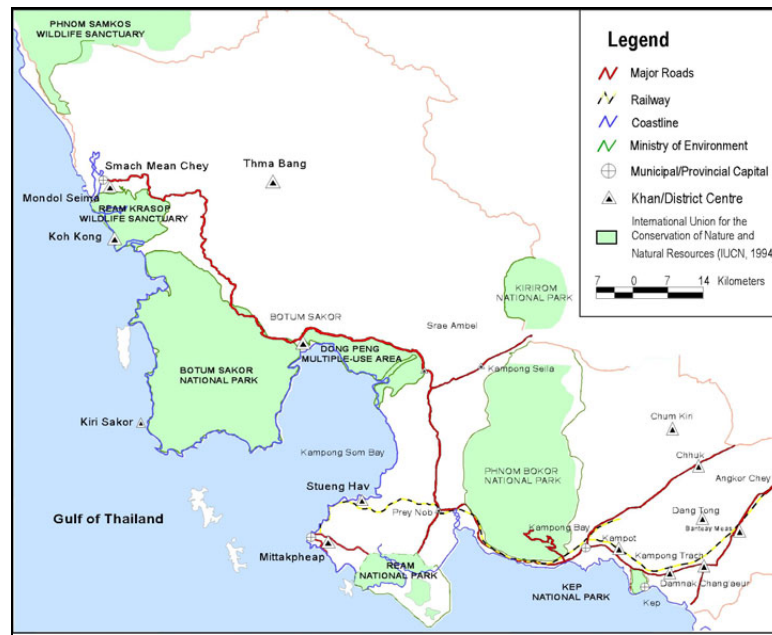 PHNOM SAMKOS
WILDLIFE SANCTUARY
Legend
Major Roads
Railway
Coastline
Ministry of Environment
Municipal/Provincial Capital
Khan/District Centre
International Union for the
Conservation of Nature and
Natural Resources (IUCN, 1994)
7 0 7 14 Kilometers
Smach Mean Chey
Thma Bang
Mondol Seima
REAM KRASOP
WILDLIFE SANCTUARY
Koh Kong
KIRIROM
NATIONAL PARK
BOTUM SAKOR
Srae Ambel
DONG PENG
MULTIPLE-USE AREA
BOTUM SAKOR
NATIONAL PARK
Kampong Seila
Kiri Sakor
Chum Kiri
Kampong Som Bay
Chhuk
PHNOM BOKOR
NATIONAL PARK
Angkor Chey
Stueng Hav
Prey Nob
Gulf of Thailand
Kampong Bay
Dang Tong
Banteay Meas
Mittakpheap
Kampot
Kampong Trach
REAM
NATIONAL PARK
Damnak Chang'aeur
KEP
NATIONAL PARK
Kep